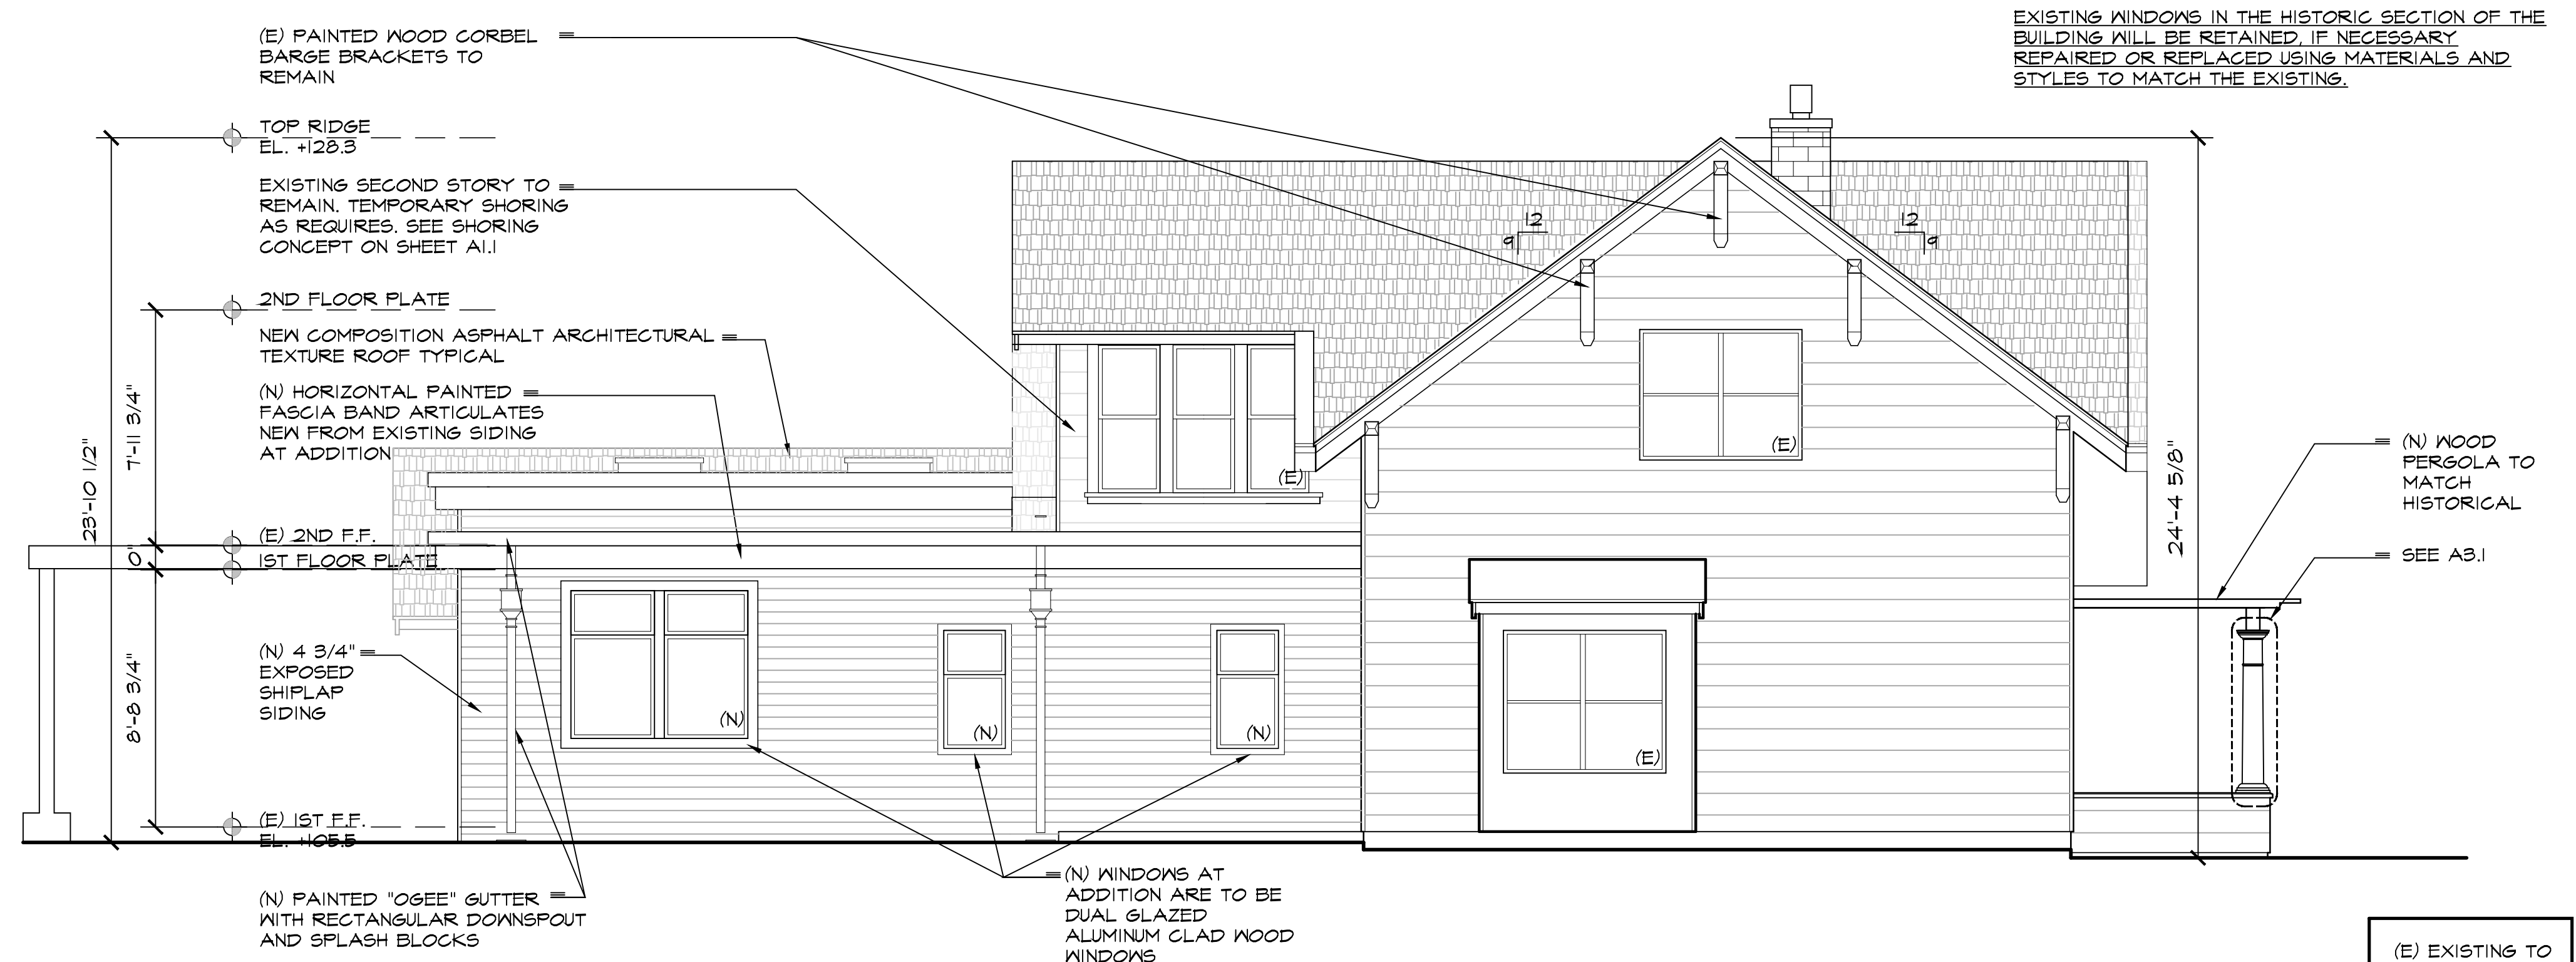 (E) PAINTED WOOD CORBEL
BARGE BRACKETS TO
REMAIN
EXISTING WINDOWS IN THE HISTORIC SECTION OF THE
BUILDING WILL BE RETAINED, IF NECESSARY
REPAIRED OR REPLACED USING MATERIALS AND
STYLES TO MATCH THE EXISTING.
TOP RIDGE
EL. +128.3
EXISTING SECOND STORY TO
REMAIN. TEMPORARY SHORING
AS REQUIRES. SEE SHORING
CONCEPT ON SHEET A1.1
12
9
12
9
2ND FLOOR PLATE
NEW COMPOSITION ASPHALT ARCHITECTURAL
TEXTURE ROOF TYPICAL
(N) HORIZONTAL PAINTED
FASCIA BAND ARTICULATES
NEW FROM EXISTING SIDING
AT ADDITION
23'-10 1/2"
7'-11 3/4"
0"
8'-8 3/4"
(E)
(E)
24'-4 5/8"
(N) WOOD
PERGOLA TO
MATCH
HISTORICAL
SEE A3.1
(E) 2ND F.F.
1ST FLOOR PLATE
(N) 4 3/4"
EXPOSED
SHIPLAP
SIDING
(N)
(N)
(N)
(E)
(E) 1ST F.F.
EL. +105.5
(N) PAINTED "OGEE" GUTTER
WITH RECTANGULAR DOWNSPOUT
AND SPLASH BLOCKS
(N) WINDOWS AT
ADDITION ARE TO BE
DUAL GLAZED
ALUMINUM CLAD WOOD
WINDOWS
(E) EXISTING TO